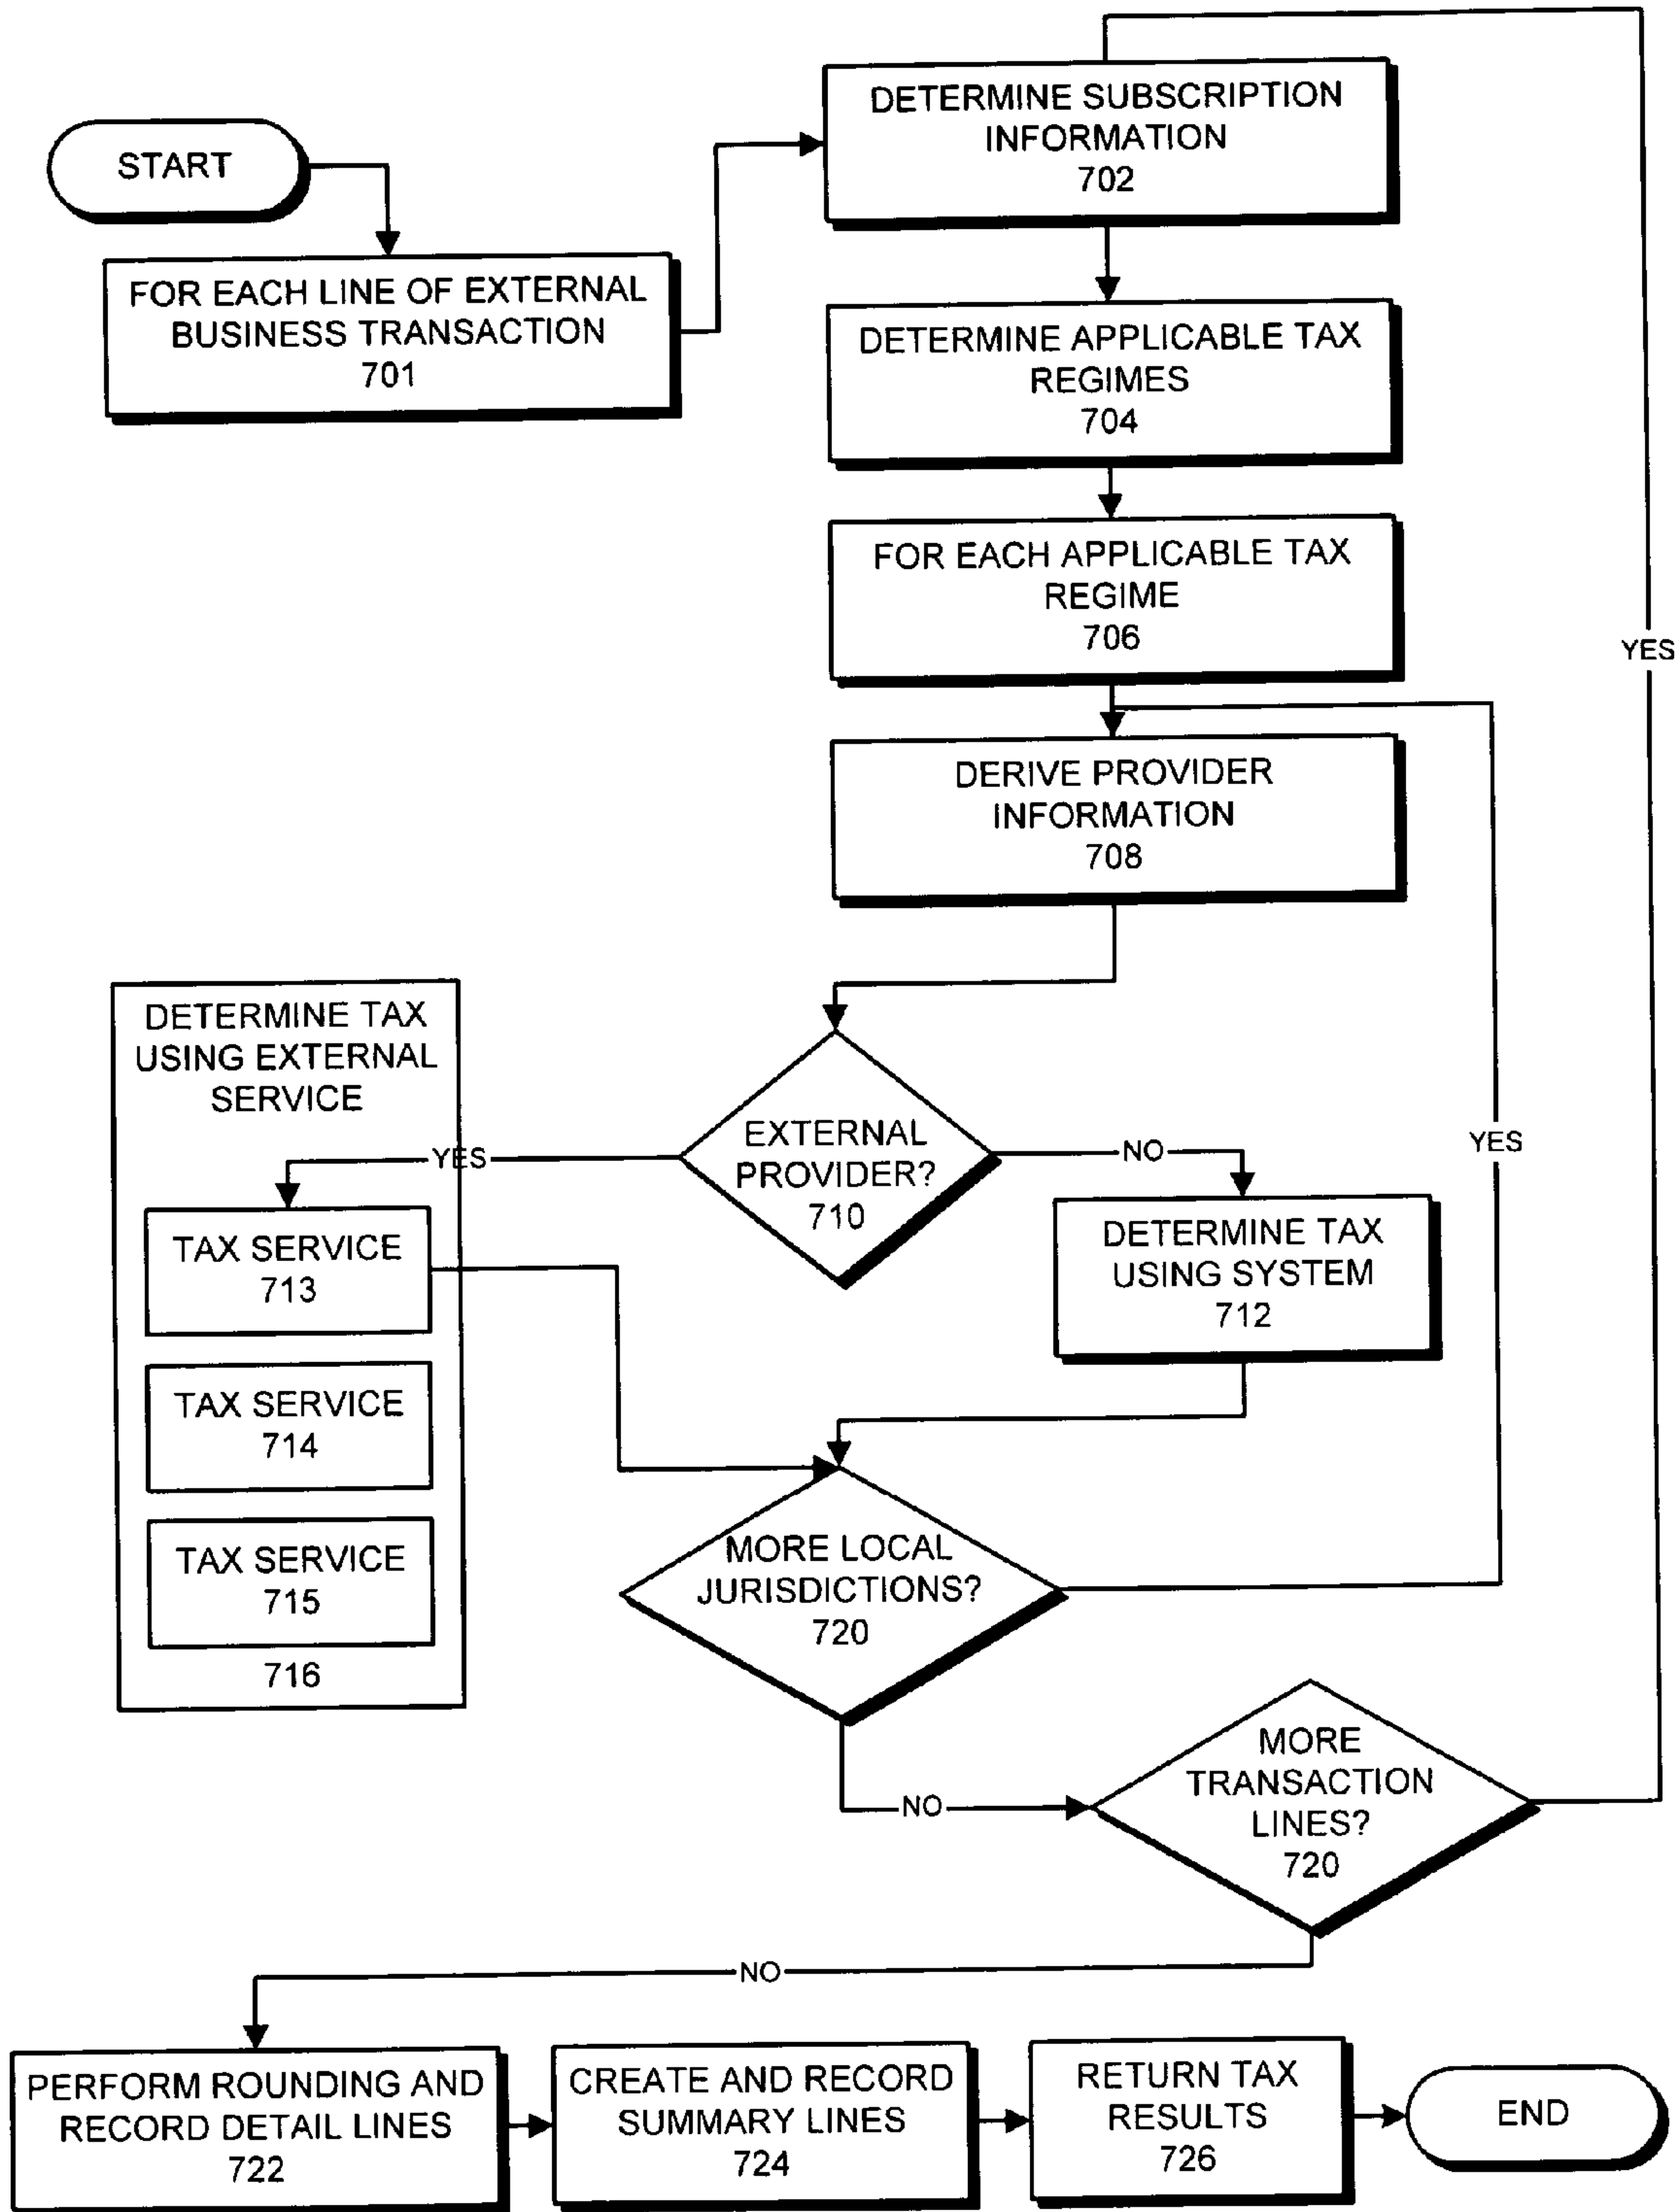 START
FOR EACH LINE OF EXTERNAL
BUSINESS TRANSACTION
701
DETERMINE SUBSCRIPTION
INFORMATION
702
DETERMINE APPLICABLE TAX
REGIMES
704
FOR EACH APPLICABLE TAX
REGIME
706
YES
DERIVE PROVIDER
INFORMATION
708
DETERMINE TAX
USING EXTERNAL
SERVICE
YES
EXTERNAL
PROVIDER?
710
NO
YES
TAX SERVICE
713
DETERMINE TAX
USING SYSTEM
712
TAX SERVICE
714
TAX SERVICE
715
716
MORE LOCAL
JURISDICTIONS?
720
NO
MORE
TRANSACTION
LINES?
720
NO
PERFORM ROUNDING AND
RECORD DETAIL LINES
722
CREATE AND RECORD
SUMMARY LINES
724
RETURN TAX
RESULTS
726
END